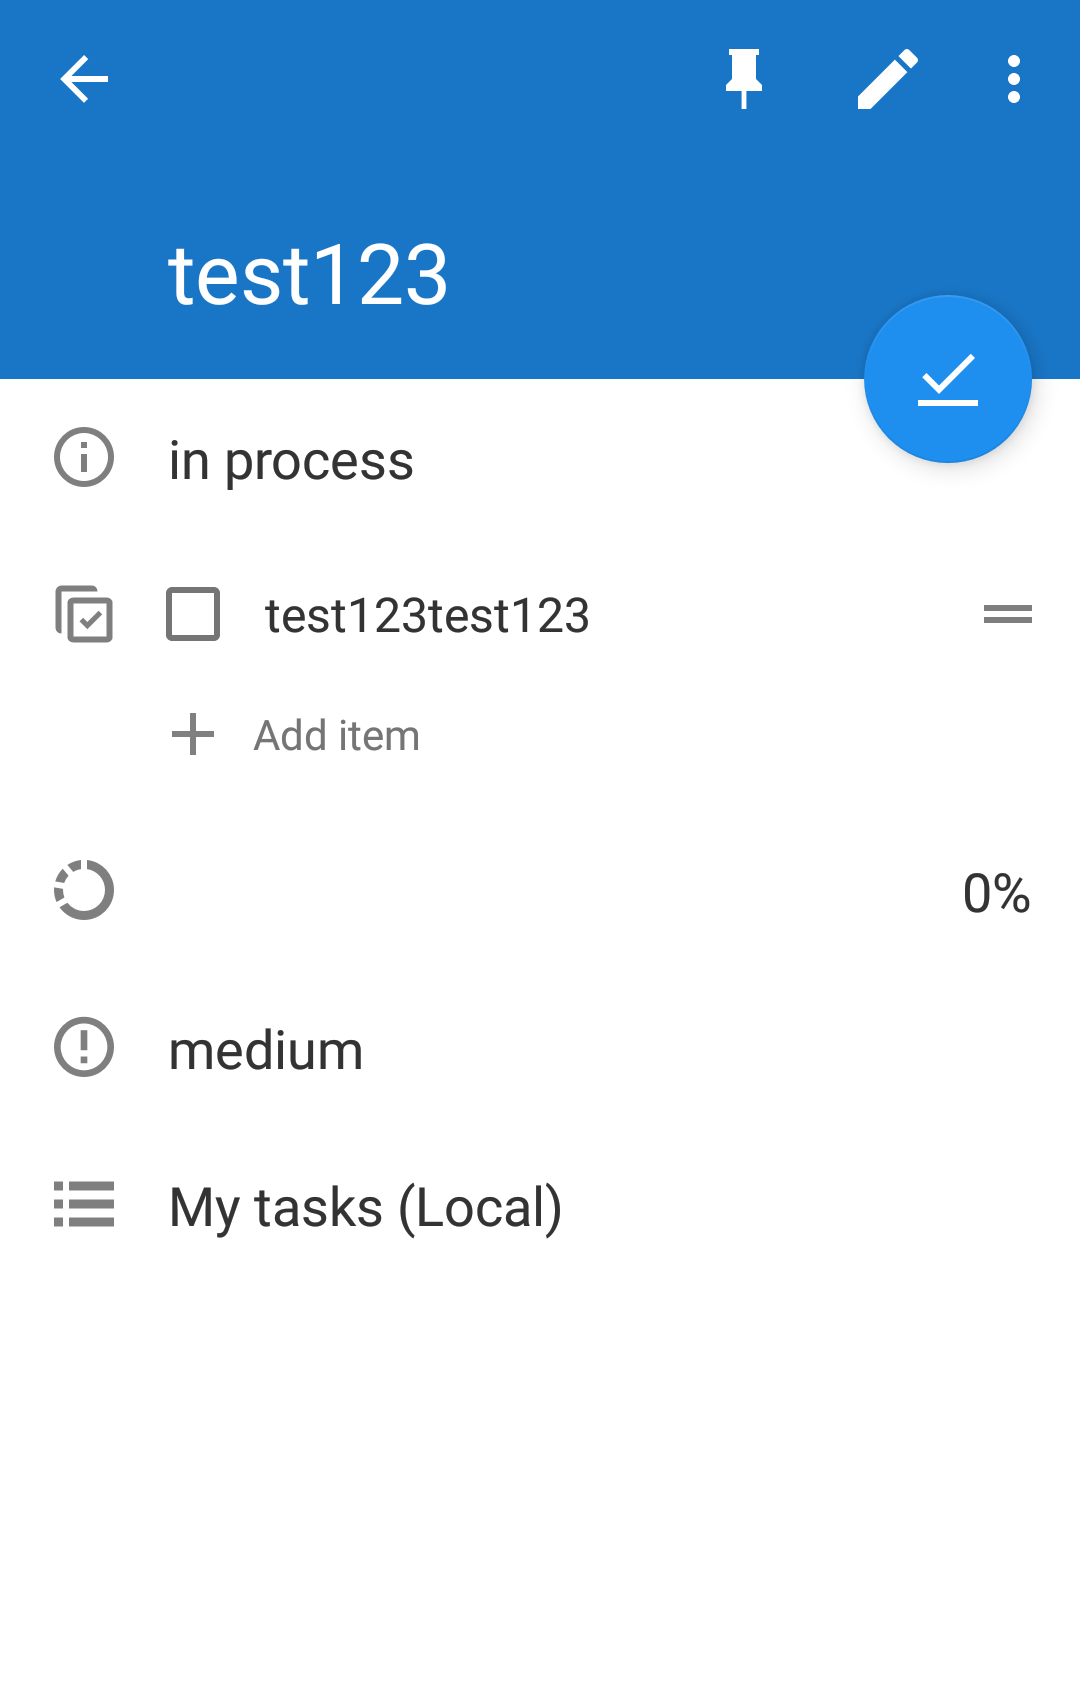 test123
in process
test123test123
Add item
0%
medium
My tasks (Local)